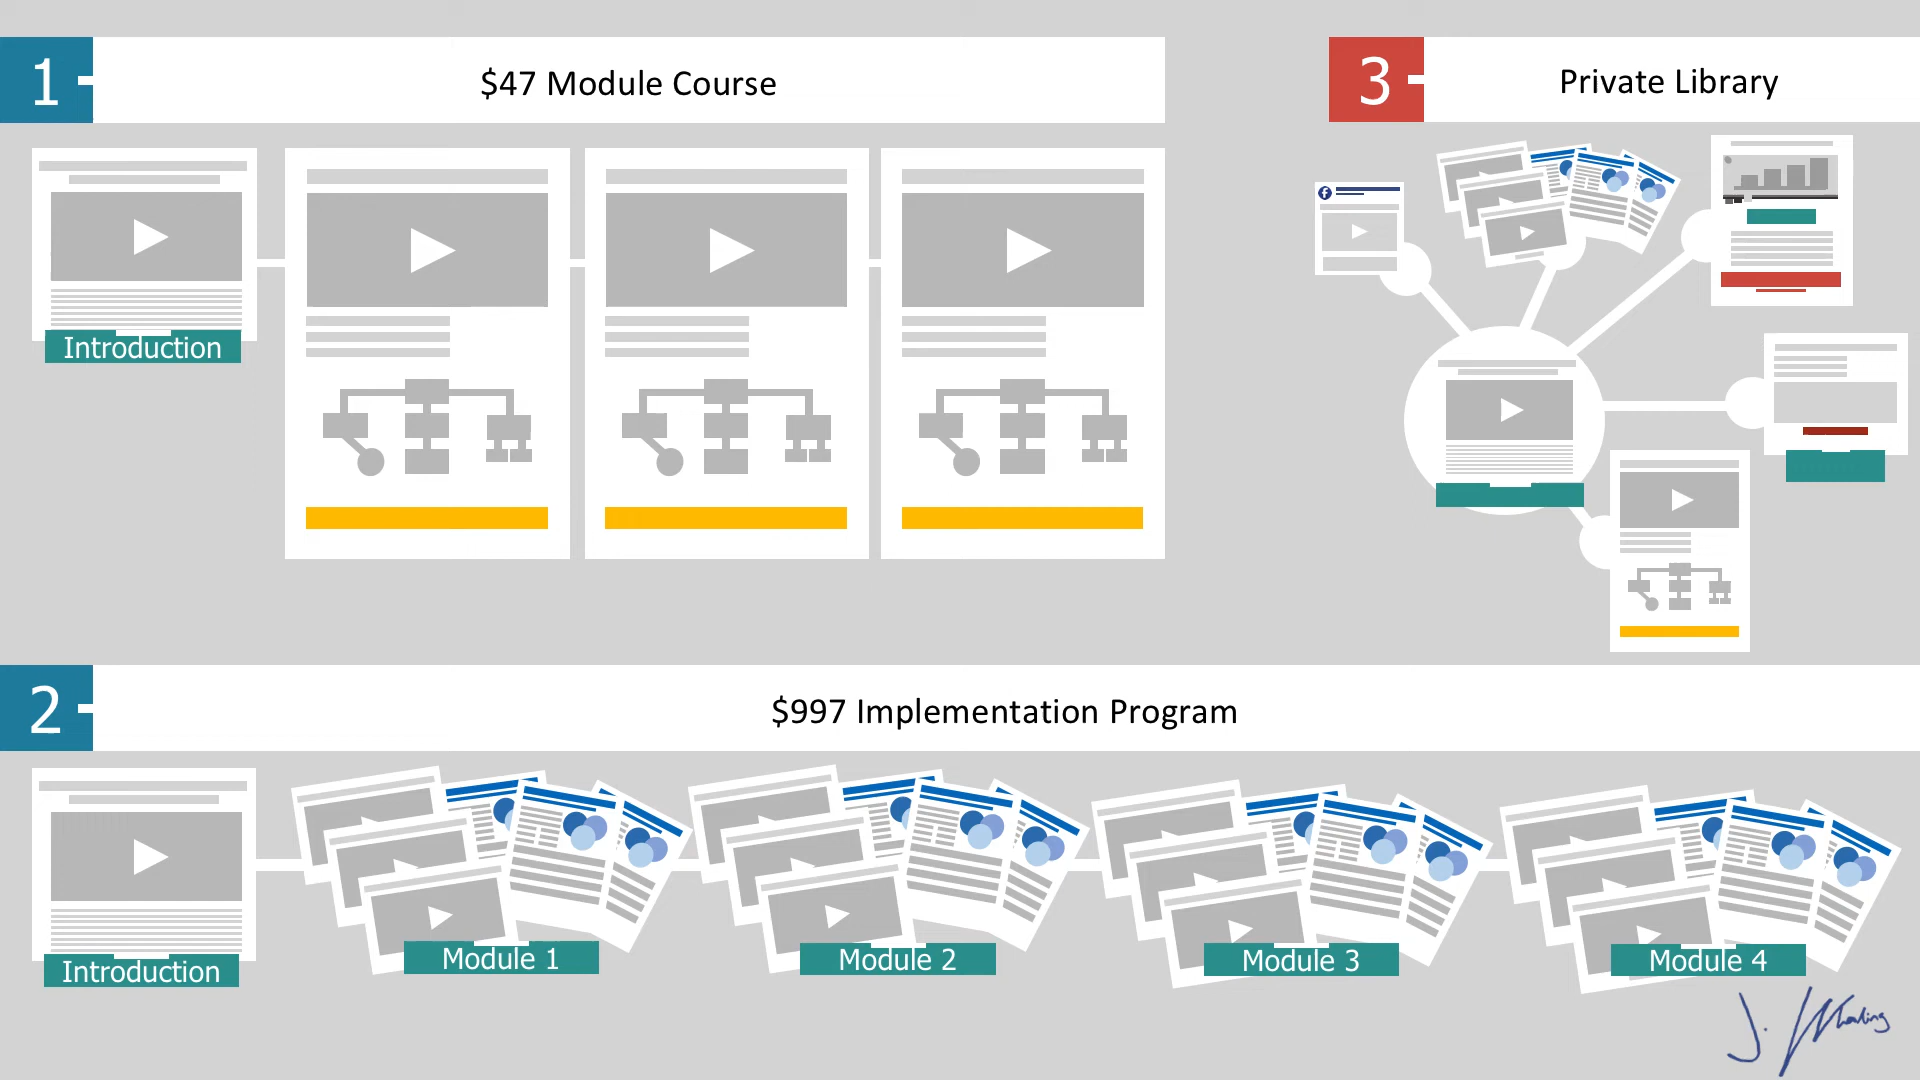 1
$47 Module Course
Introduction
3
Private Library
f
2
$997 Implementation Program
Introduction
Module 1
Module 2
Module 3
Module 4